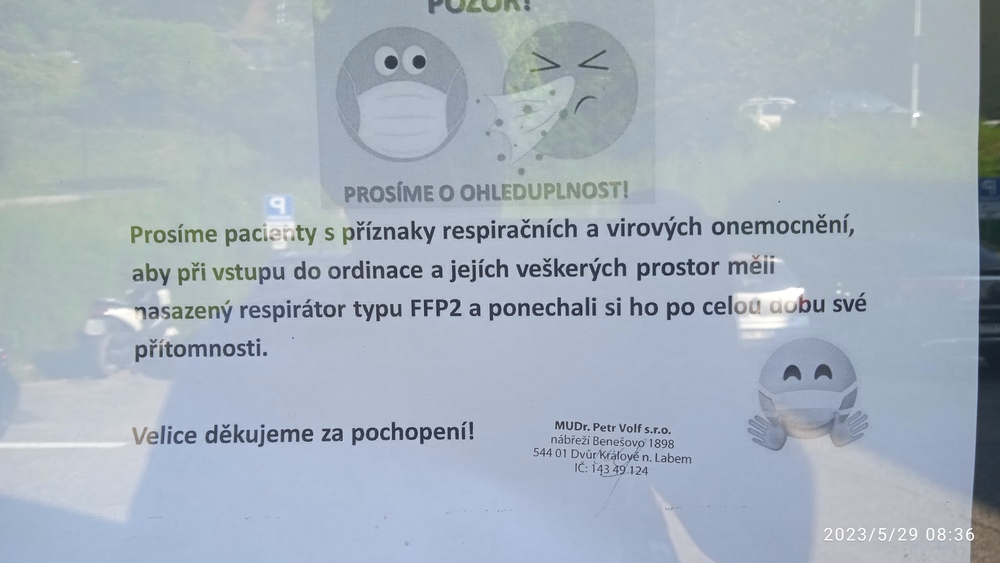 POZOR!
PROSÍME O OHLEDUPLNOST!
Prosíme pacienty s příznaky respiračních a virových onemocnění,
aby při vstupu do ordinace a jejích veškerých prostor měli
nasazený respirátor typu FFP2 a ponechali si ho po celou dobu své
přítomnosti.
Velice děkujeme za pochopení!
MUDr. Petr Volf s.r.o.
nábřeží Benešovo 1898
544 01 Dvůr Králové n. Labem
IČ: 143 49 124
2023/5/29 08:36